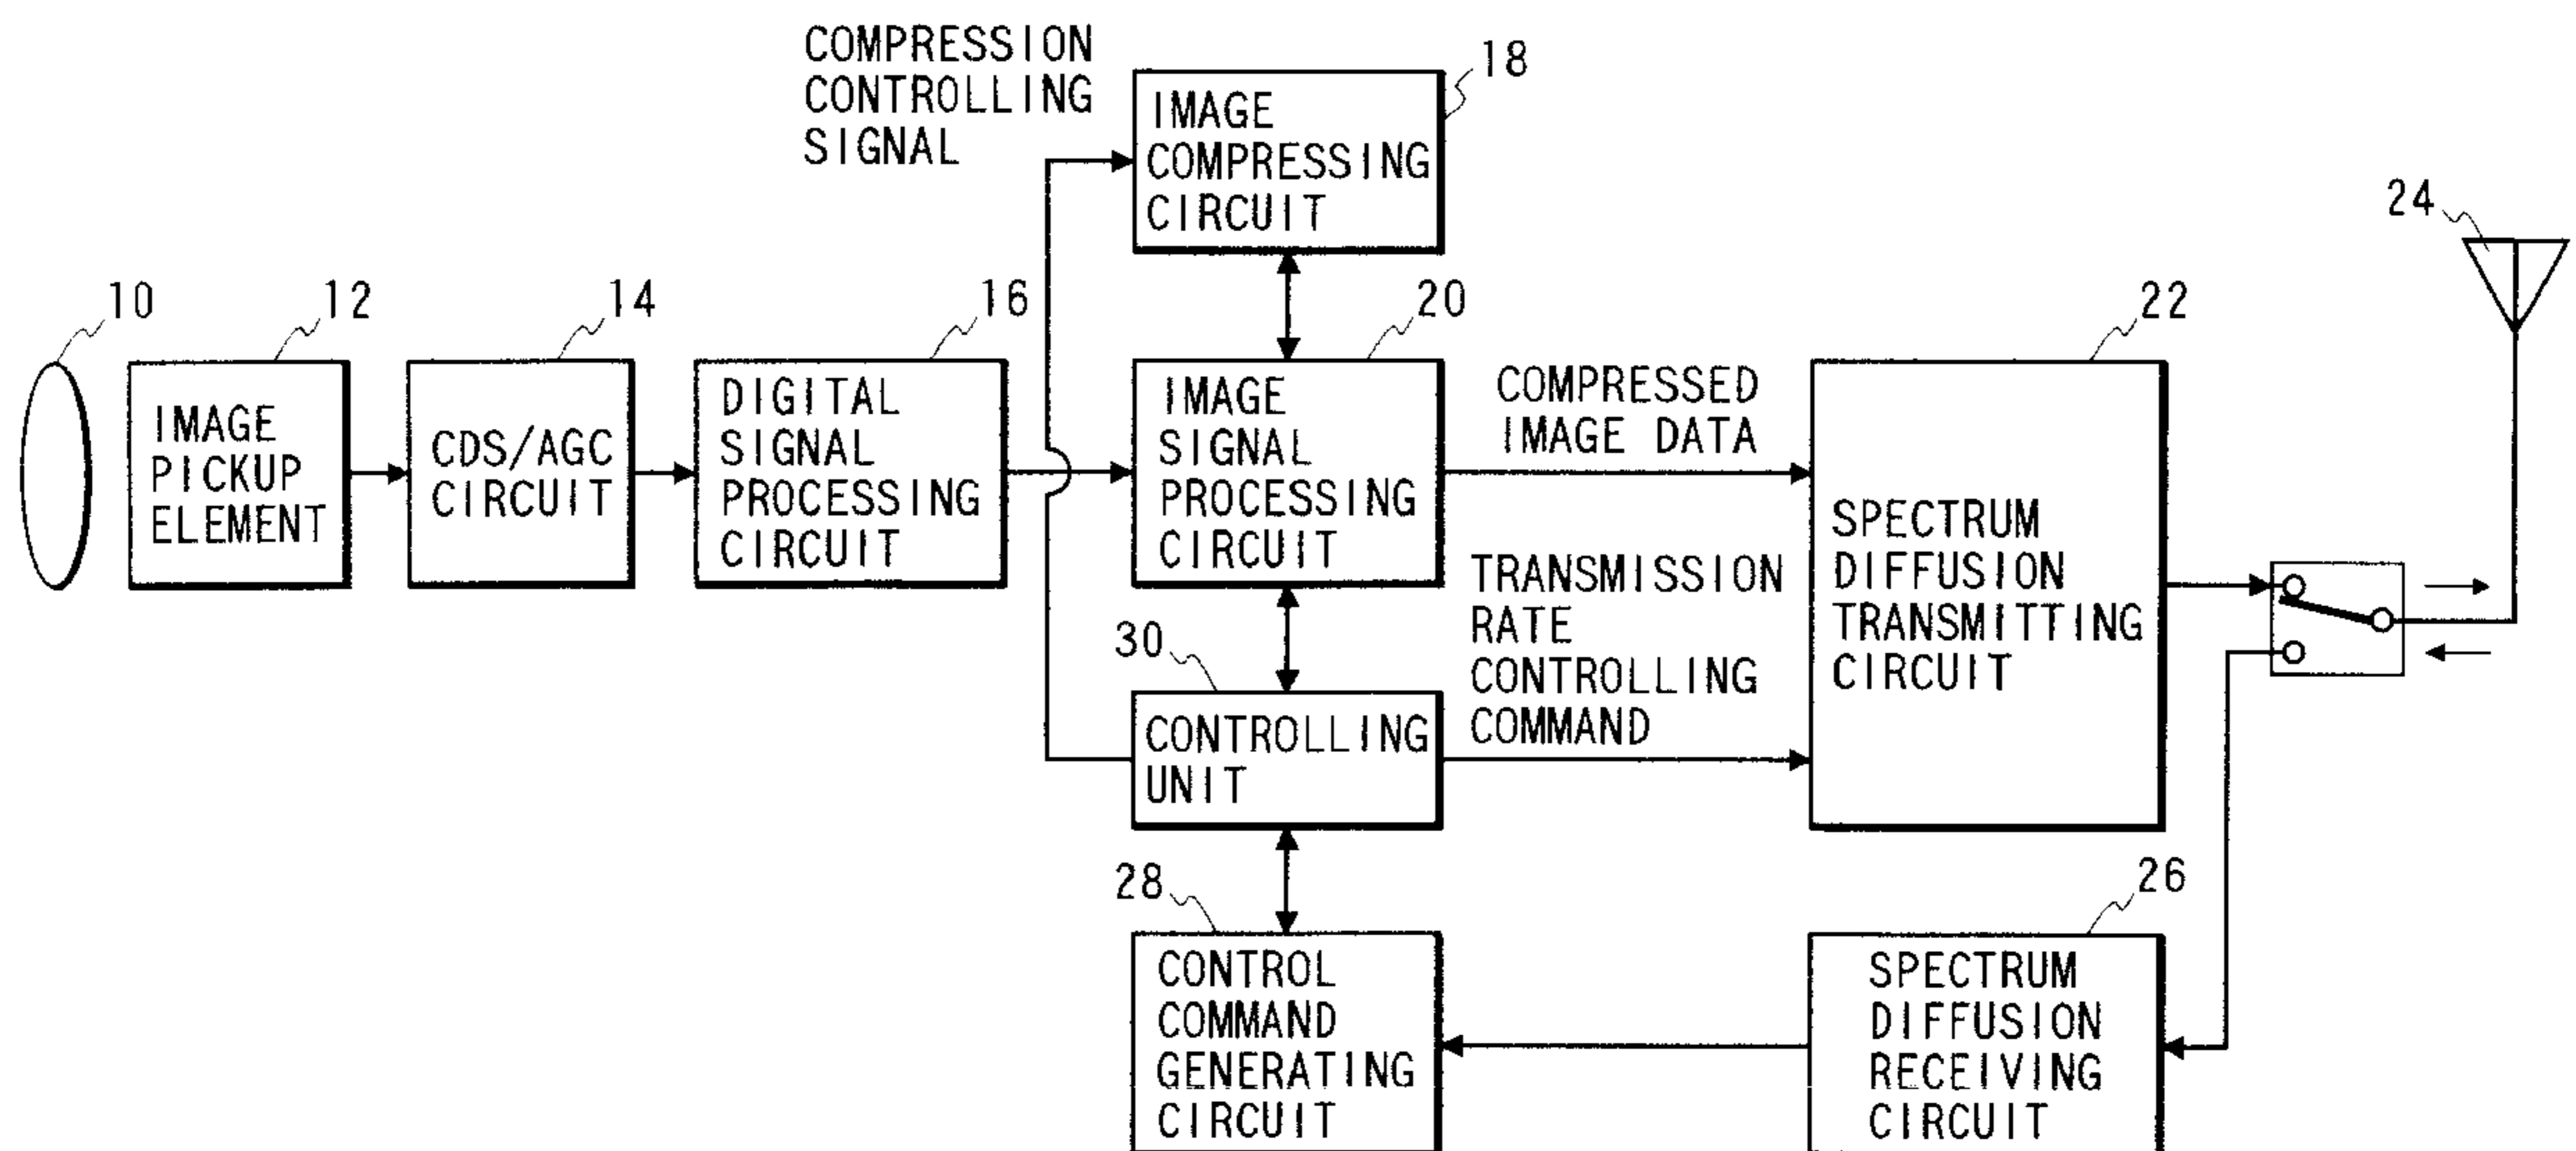 COMPRESSION
CONTROLLING
SIGNAL
18
IMAGE
COMPRESSING
CIRCUIT
24
10
12
14
16
20
22
IMAGE
PICKUP
ELEMENT
CDS/AGC
CIRCUIT
DIGITAL
SIGNAL
PROCESSING
CIRCUIT
IMAGE
SIGNAL
PROCESSING
CIRCUIT
COMPRESSED
IMAGE DATA
SPECTRUM
DIFFUSION
TRANSMITTING
CIRCUIT
TRANSMISSION
RATE
CONTROLLING
COMMAND
30
CONTROLLING
UNIT
28
26
CONTROL
COMMAND
GENERATING
CIRCUIT
SPECTRUM
DIFFUSION
RECEIVING
CIRCUIT